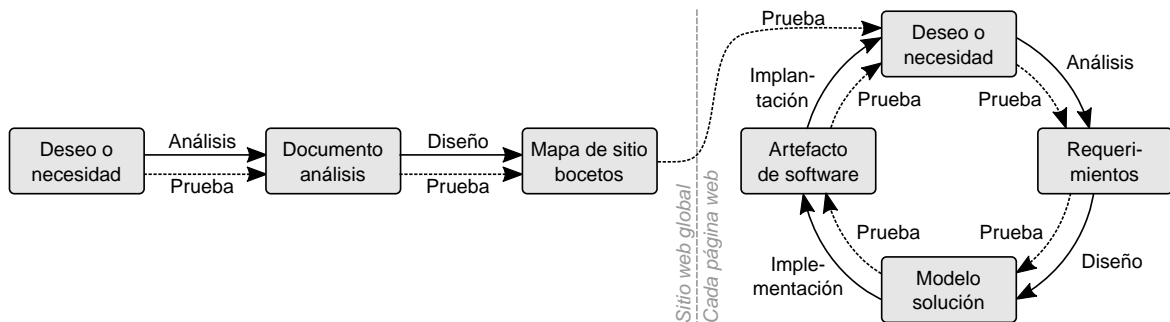 Deseo o
necesidad
Análisis
Prueba
Documento
análisis
Diseño
Prueba
Mapa de sitio
bocetos
Prueba
Sitio web global
Cada página web
Deseo o
necesidad
Análisis
Prueba
Requeri-
mientos
Prueba
Diseño
Modelo
solución
Prueba
Imple-
mentación
Artefacto
de software
Implan-
tación
Prueba